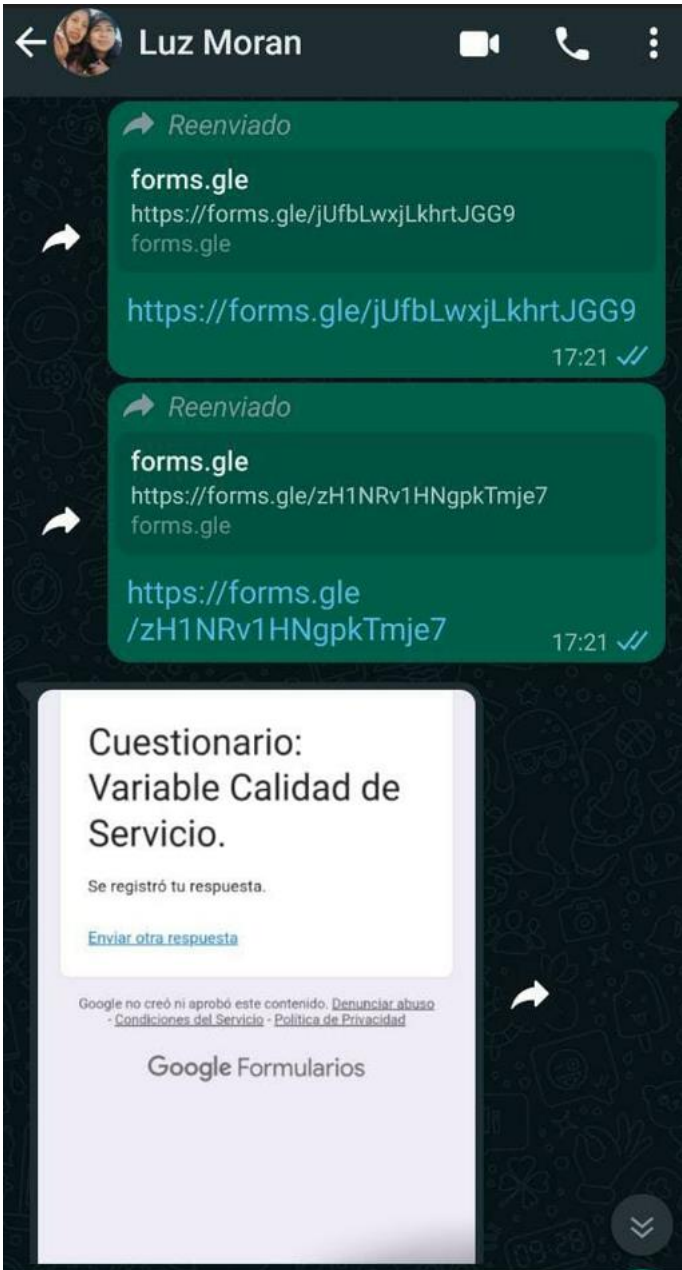 Luz Moran
Reenviado
forms.gle
https://forms.gle/jUfbLwxjLkhrtJGG9
forms.gle
https://forms.gle/jUfbLwxjLkhrtJGG9
17:21
Reenviado
forms.gle
https://forms.gle/zH1NRv1HNgpkTmje7
forms.gle
https://forms.gle
/zH1NRv1HNgpkTmje7
17:21
Cuestionario:
Variable Calidad de
Servicio.
Se registró tu respuesta.
Enviar otra respuesta
Google no creó ni aprobó este contenido. Denunciar abuso
- Condiciones del Servicio - Política de Privacidad
Google Formularios